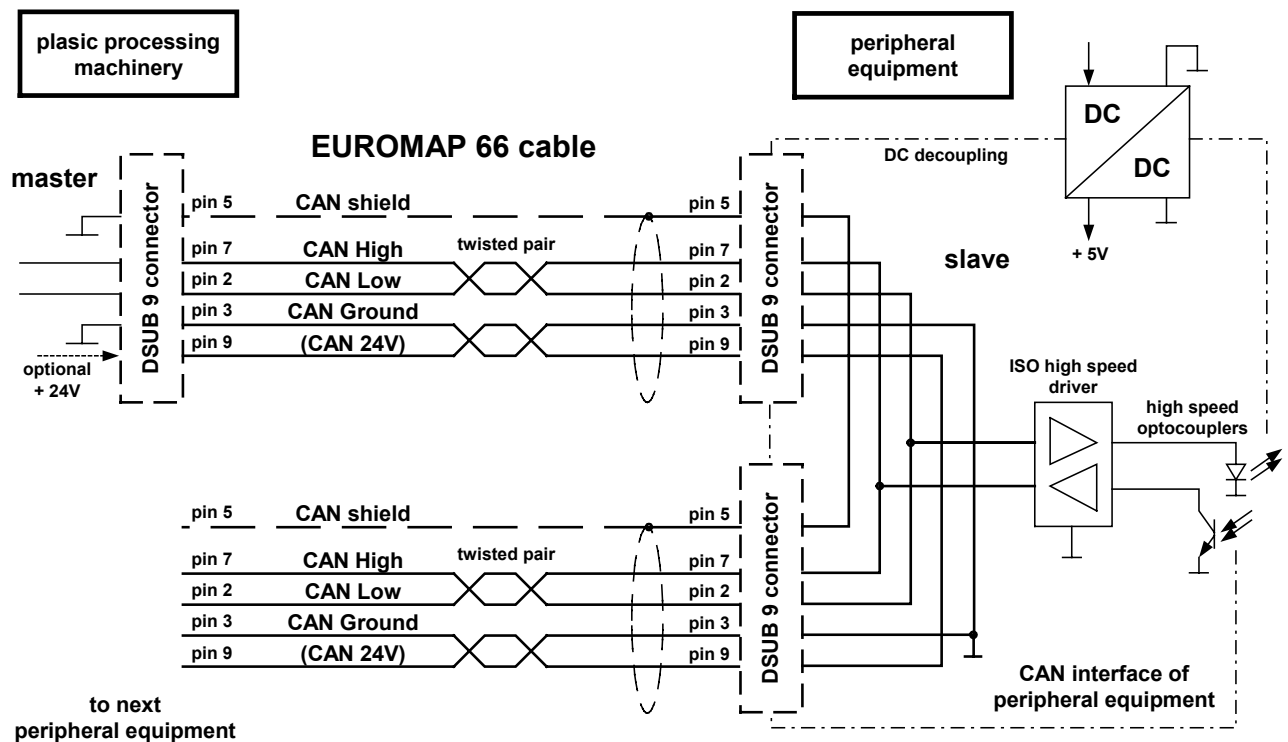 plasic processing
machinery
peripheral
equipment
DC
DC
EUROMAP 66 cable
DC decoupling
master
DSUB 9 connector
pin 5
CAN shield
pin 5
DSUB 9 connector
pin 7
CAN High
twisted pair
pin 7
+ 5V
slave
pin 2
CAN Low
pin 2
pin 3
CAN Ground
pin 3
pin 9
(CAN 24V)
pin 9
optional
+ 24V
ISO high speed
driver
high speed
optocouplers
pin 5
CAN shield
pin 5
DSUB 9 connector
pin 7
CAN High
twisted pair
pin 7
pin 2
CAN Low
pin 2
pin 3
CAN Ground
pin 3
pin 9
(CAN 24V)
pin 9
CAN interface of
peripheral equipment
to next
peripheral equipment